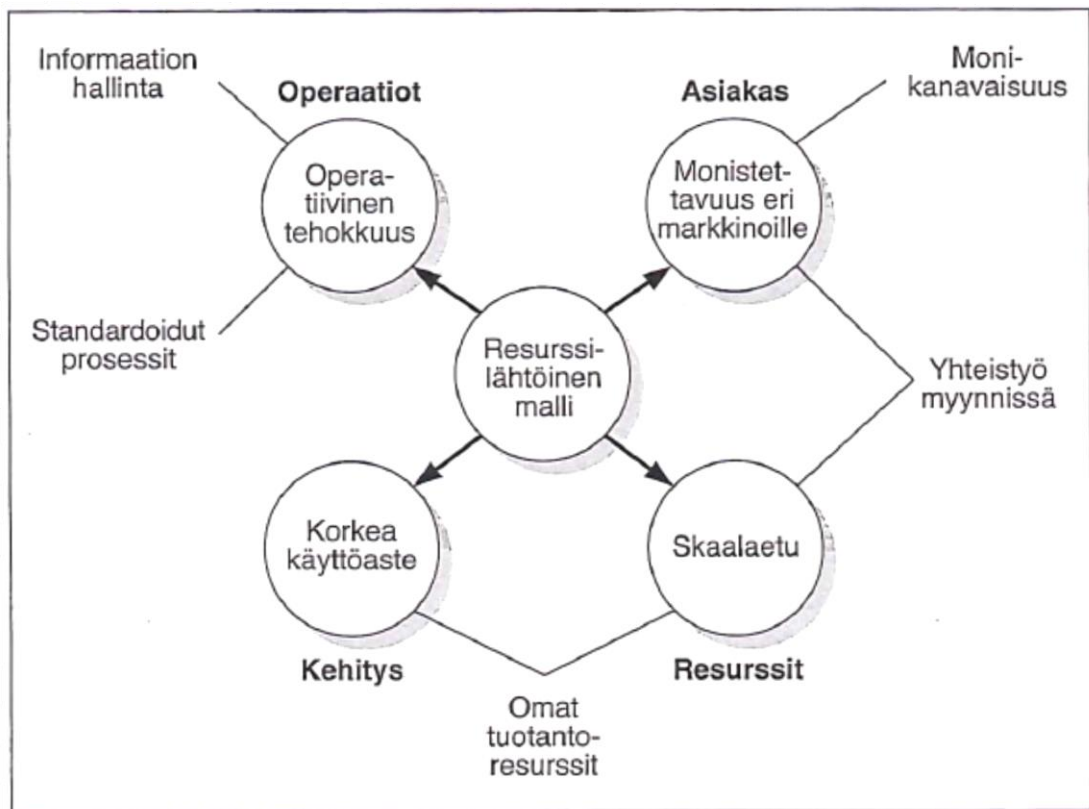 Informaation
hallinta
Operaatiot
Asiakas
Moni-
kanavaisuus
Opera-
tiivinen
tehokkuus
Monistet-
tavuus eri
markkinoille
Standardoidut
prosessit
Resurssi-
lähtöinen
malli
Yhteistyö
myynnissä
Korkea
käyttöaste
Skaalaetu
Kehitys
Resurssit
Omat
tuotanto-
resurssit